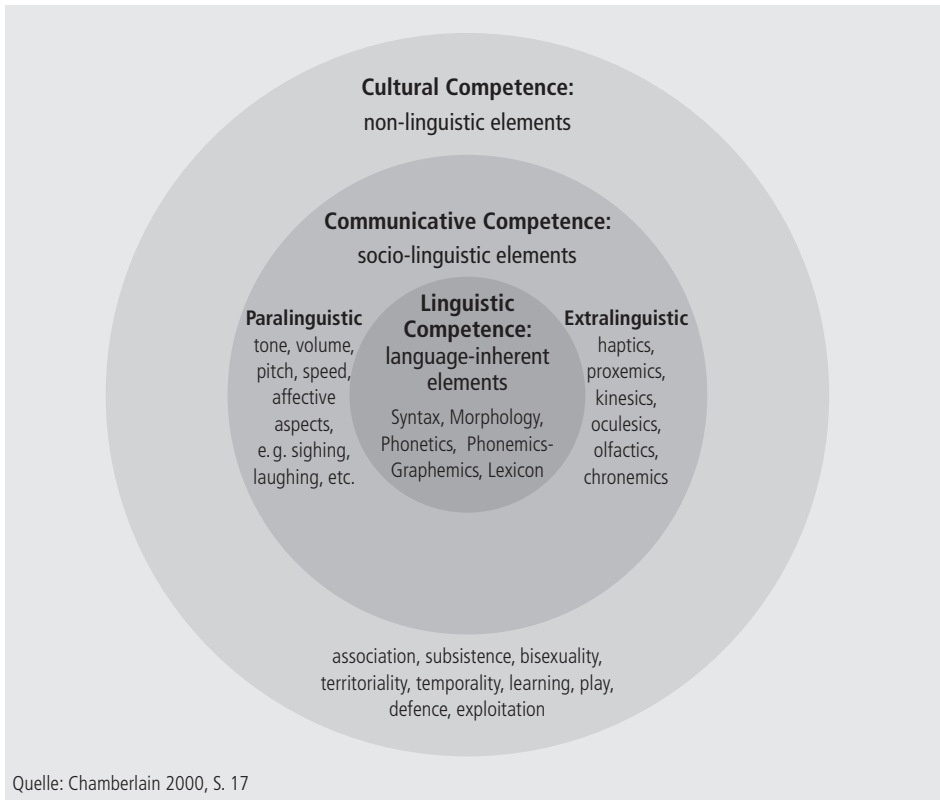 Cultural Competence:
non-linguistic elements
Communicative Competence:
socio-linguistic elements
Paralinguistic
tone, volume,
pitch, speed,
affective
aspects,
e. g. sighing,
laughing, etc.
Linguistic
Competence:
language-inherent
elements
Syntax, Morphology,
Phonetics, Phonemics-
Graphemics, Lexicon
Extralinguistic
haptics,
proxemics,
kinesics,
oculesics,
olfactics,
chronemics
association, subsistence, bisexuality,
territoriality, temporality, learning, play,
defence, exploitation
Quelle: Chamberlain 2000, S. 17